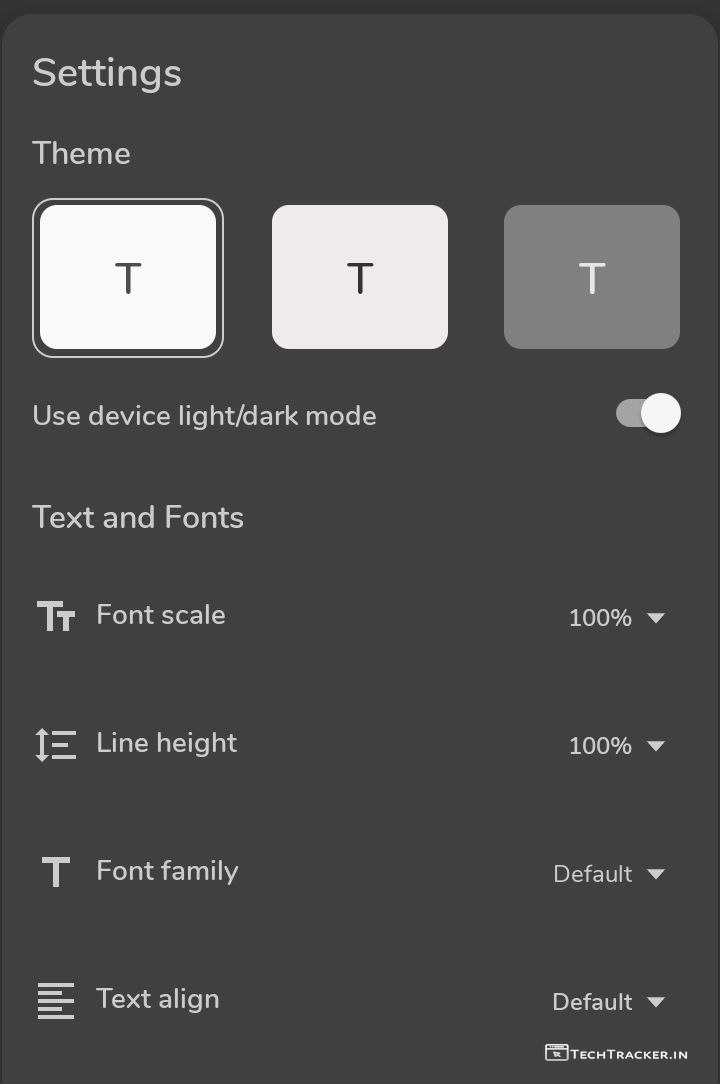 Settings
Theme
T T T
Use device light/dark mode
Text and Fonts
Font scale 100%
Line height 100%
Font family Default
Text align Default
TECHTRACKER.IN